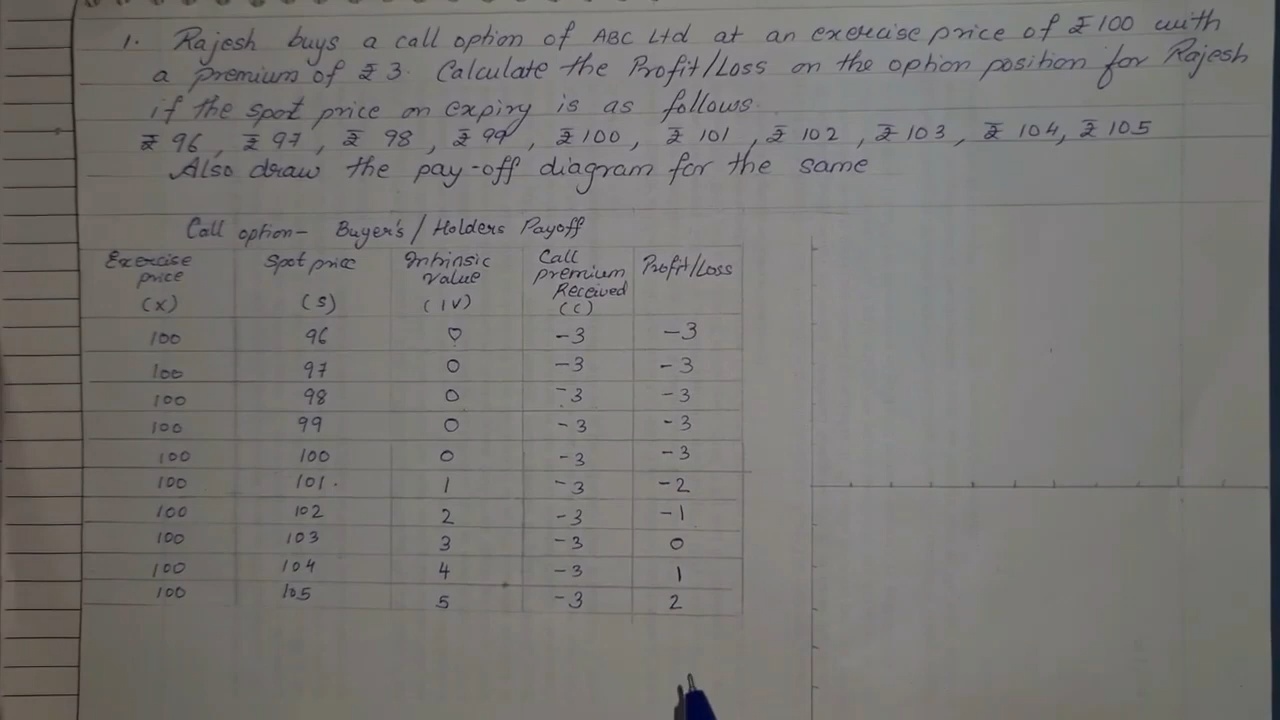 1. Rajesh buys a call option of ABC Ltd at an exercise price of ₹ 100 with
a premium of ₹ 3. Calculate the Profit/Loss on the option position for Rajesh
if the spot price on expiry is as follows.
₹ 96, ₹ 97, ₹ 98, ₹ 99, ₹ 100, ₹ 101, ₹ 102, ₹ 103, ₹ 104, ₹ 105
Also draw the pay-off diagram for the same
Call option- Buyer's/Holders Payoff
Exercise price (X) Spot price (S) Intrinsic Value (IV) Call premium Received (C) Profit/Loss
100 96 0 -3 -3
100 97 0 -3 -3
100 98 0 -3 -3
100 99 0 -3 -3
100 100 0 -3 -3
100 101. 1 -3 -2
100 102 2 -3 -1
100 103 3 -3 0
100 104 4 -3 1
100 105 5 -3 2